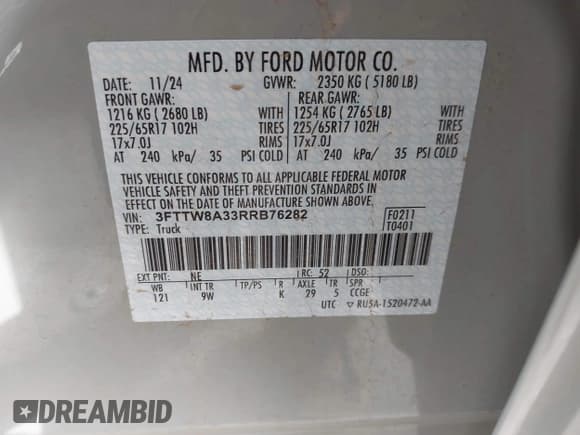 MFD. BY FORD MOTOR CO.
DATE: 11/24 GVWR: 2350 KG ( 5180 LB)
FRONT GAWR: REAR GAWR:
1216 KG ( 2680 LB) WITH 1254 KG ( 2765 LB) WITH
225/65R17 102H TIRES 225/65R17 102H TIRES
17x7.0J RIMS 17x7.0J RIMS
AT 240 kPa/ 35 PSI COLD AT 240 kPa/ 35 PSI COLD
THIS VEHICLE CONFORMS TO ALL APPLICABLE FEDERAL MOTOR
VEHICLE SAFETY AND THEFT PREVENTION STANDARDS IN
EFFECT ON THE DATE OF MANUFACTURE SHOWN ABOVE.
VIN: 3FTTW8A33RRB76282 F0211
TYPE: Truck T0401
EXT PNT: NE RC: 52 DSO:
WB INT TR TP/PS R AXLE TR SPR
121 9W K 29 5 CCGE
UTC ▽ RU5A-1520472-AA
DREAMBID